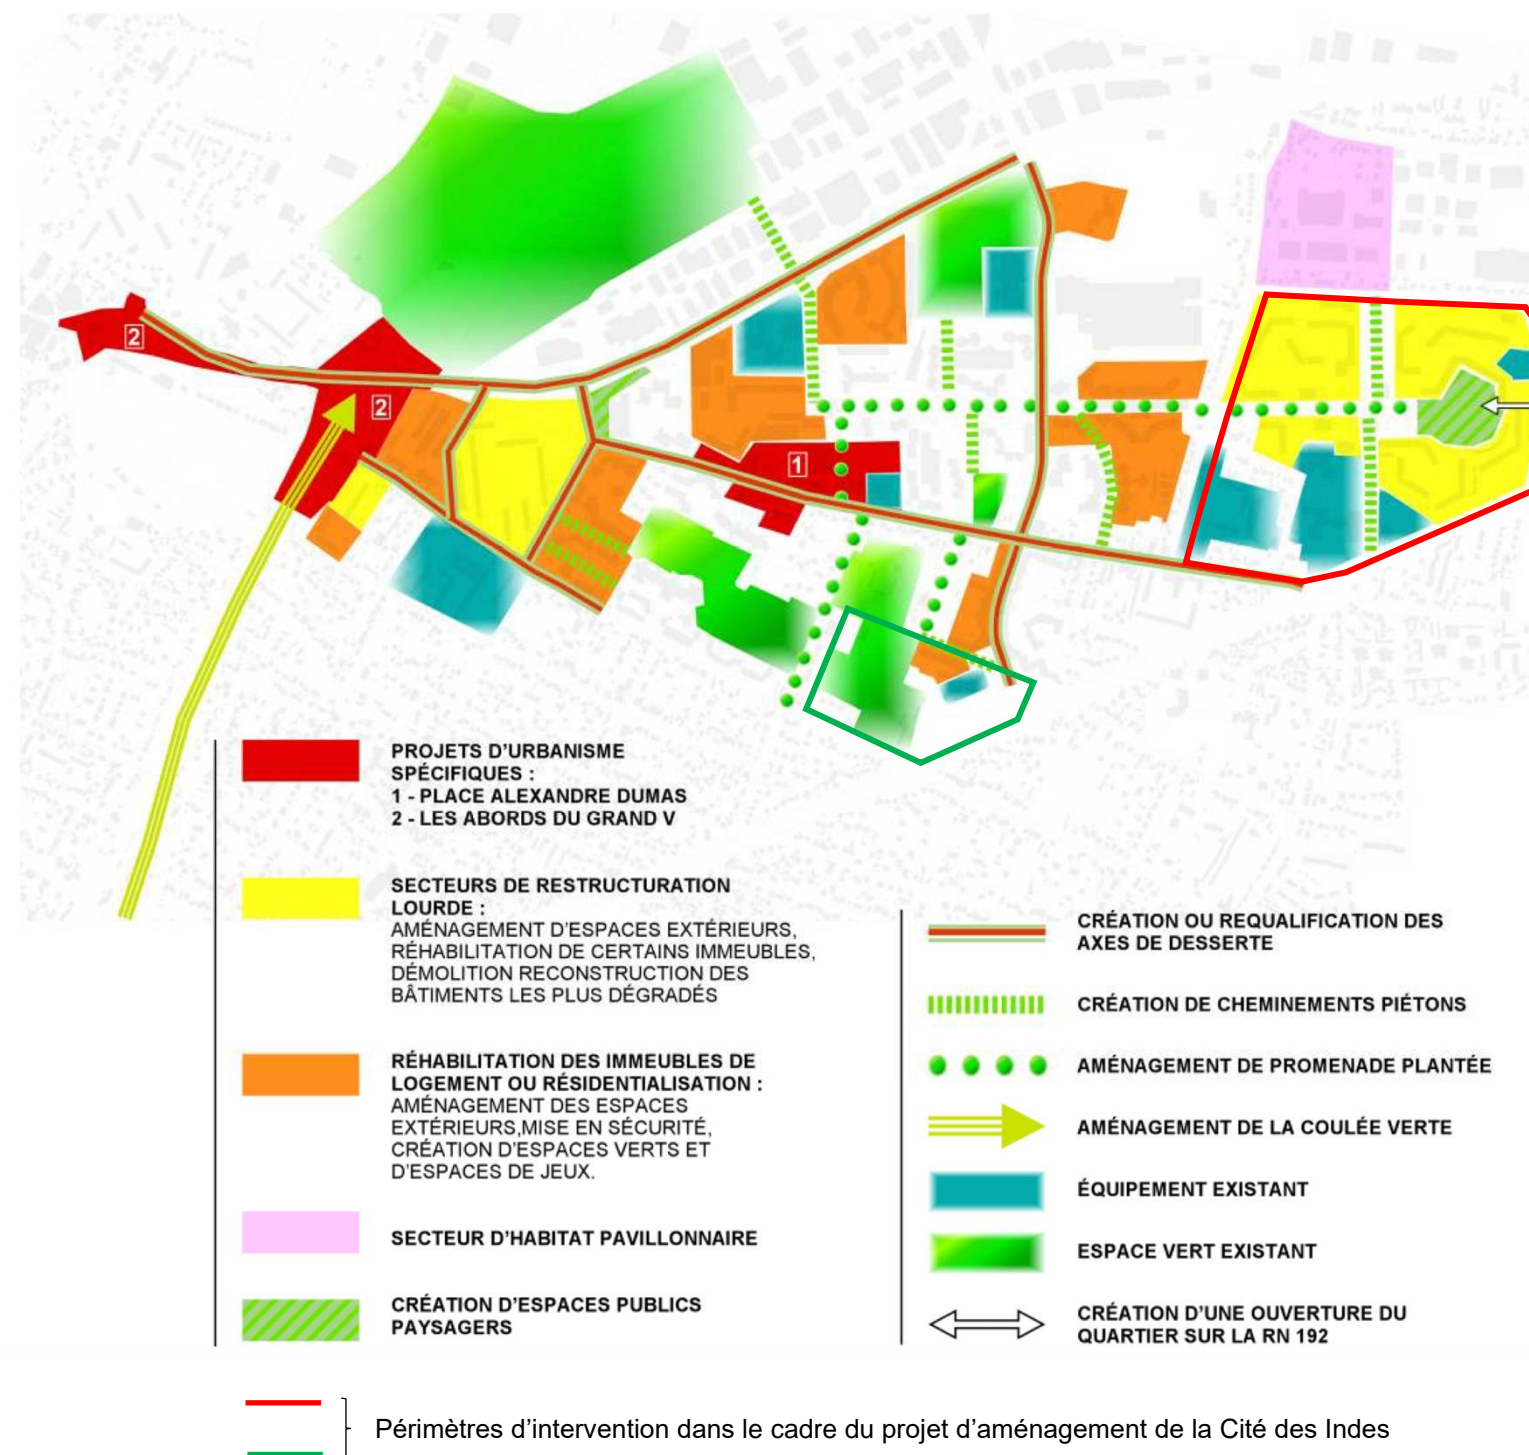 2
2
1
PROJETS D'URBANISME
SPÉCIFIQUES :
1 - PLACE ALEXANDRE DUMAS
2 - LES ABORDS DU GRAND V
SECTEURS DE RESTRUCTURATION
LOURDE :
AMÉNAGEMENT D'ESPACES EXTÉRIEURS,
RÉHABILITATION DE CERTAINS IMMEUBLES,
DÉMOLITION RECONSTRUCTION DES
BÂTIMENTS LES PLUS DÉGRADÉS
RÉHABILITATION DES IMMEUBLES DE
LOGEMENT OU RÉSIDENTIALISATION :
AMÉNAGEMENT DES ESPACES
EXTÉRIEURS,MISE EN SÉCURITÉ,
CRÉATION D'ESPACES VERTS ET
D'ESPACES DE JEUX.
SECTEUR D'HABITAT PAVILLONNAIRE
CRÉATION D'ESPACES PUBLICS
PAYSAGERS
CRÉATION OU REQUALIFICATION DES
AXES DE DESSERTE
CRÉATION DE CHEMINEMENTS PIÉTONS
AMÉNAGEMENT DE PROMENADE PLANTÉE
AMÉNAGEMENT DE LA COULÉE VERTE
ÉQUIPEMENT EXISTANT
ESPACE VERT EXISTANT
CRÉATION D'UNE OUVERTURE DU
QUARTIER SUR LA RN 192
Périmètres d'intervention dans le cadre du projet d'aménagement de la Cité des Indes